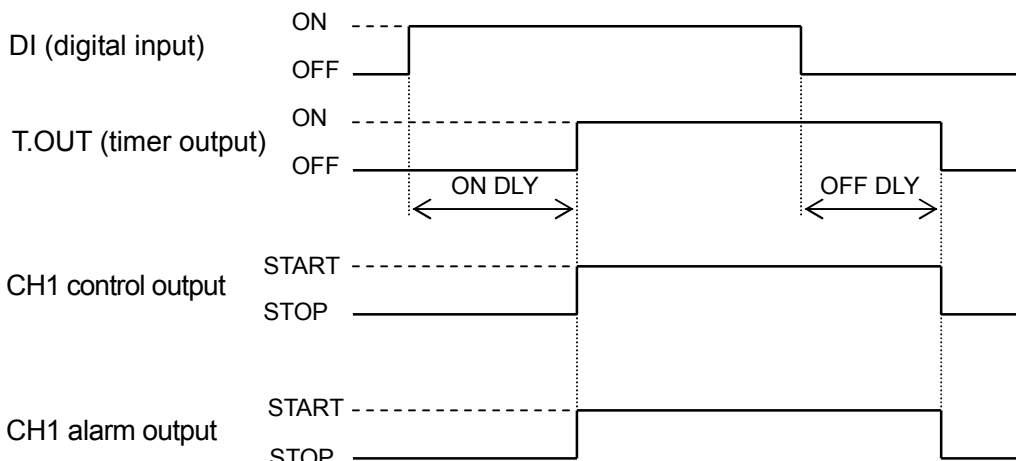 ON
DI (digital input)
OFF
ON
T.OUT (timer output)
OFF
ON DLY OFF DLY
START
CH1 control output
STOP
START
CH1 alarm output
STOP